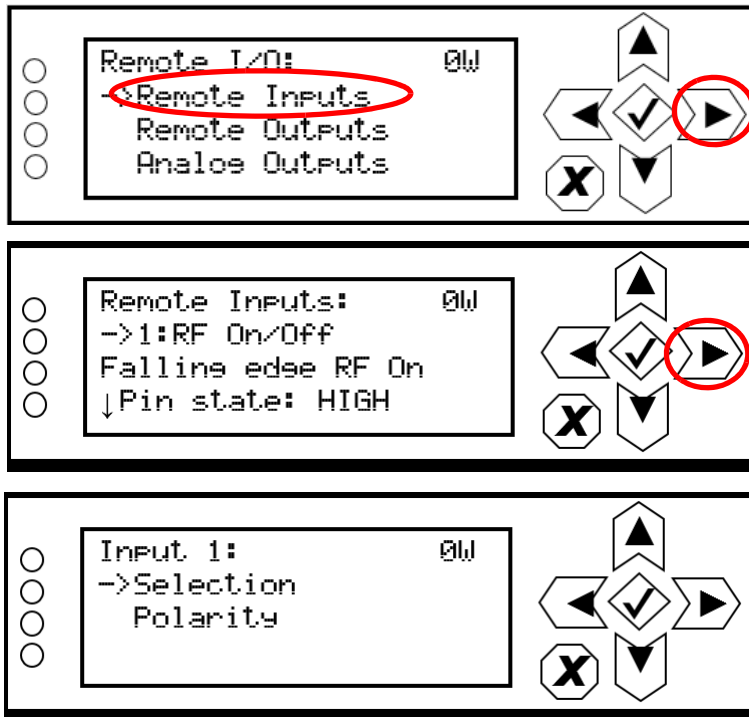 Remote I/O: 0W
->Remote Inputs
Remote Outputs
Analog Outputs
X
Remote Inputs: 0W
->1:RF On/Off
Falling edge RF On
↓Pin state: HIGH
X
Input 1: 0W
->Selection
Polarity
X